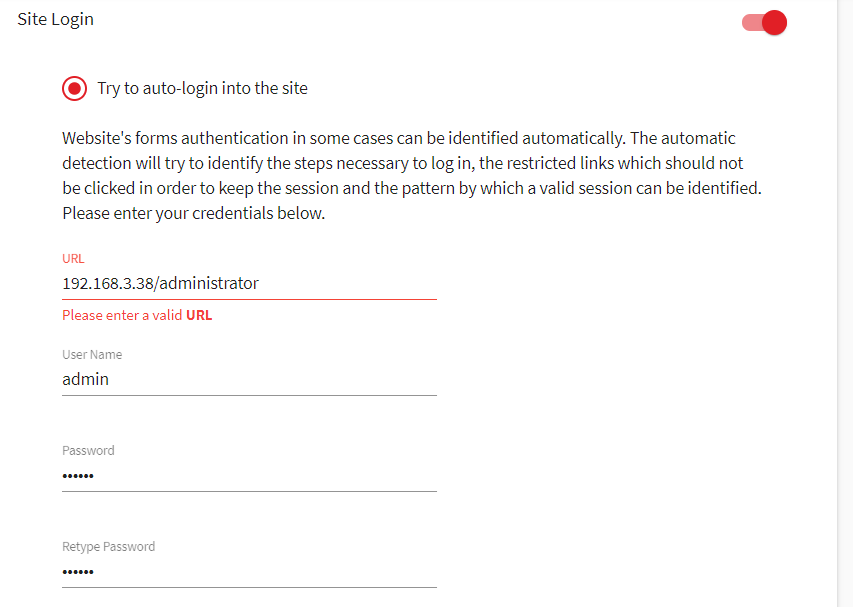 Site Login
Try to auto-login into the site
Website's forms authentication in some cases can be identified automatically. The automatic
detection will try to identify the steps necessary to log in, the restricted links which should not
be clicked in order to keep the session and the pattern by which a valid session can be identified.
Please enter your credentials below.
URL
192.168.3.38/administrator
Please enter a valid URL
User Name
admin
Password
••••••
Retype Password
••••••